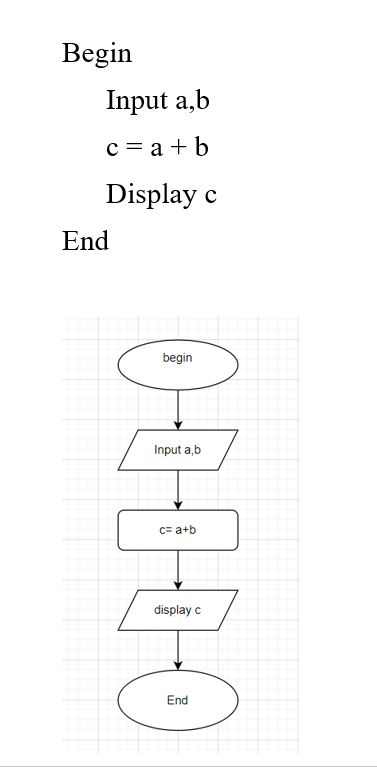 Begin
Input a,b
c = a + b
Display c
End
begin
Input a,b
c= a+b
display c
End